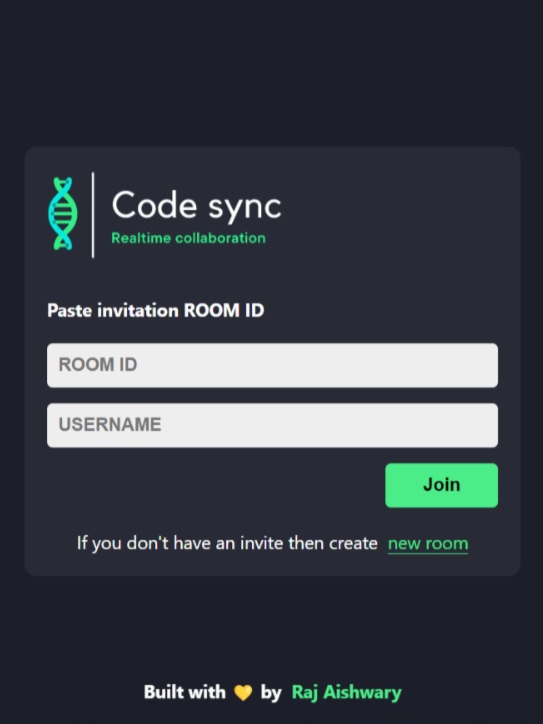 Code sync
Realtime collaboration
Paste invitation ROOM ID
ROOM ID
USERNAME
Join
If you don't have an invite then create new room
Built with 💛 by Raj Aishwary